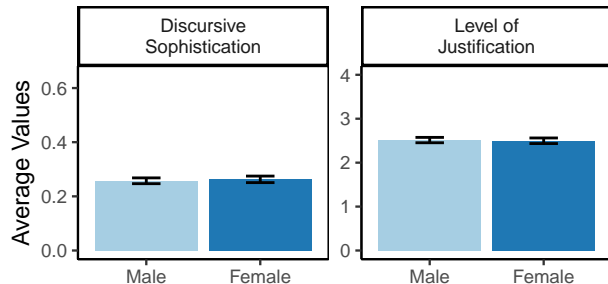 Discursive
Sophistication
Level of
Justification
Average Values
0.6
0.4
0.2
0.0
Male
Female
4
3
2
1
0
Male
Female